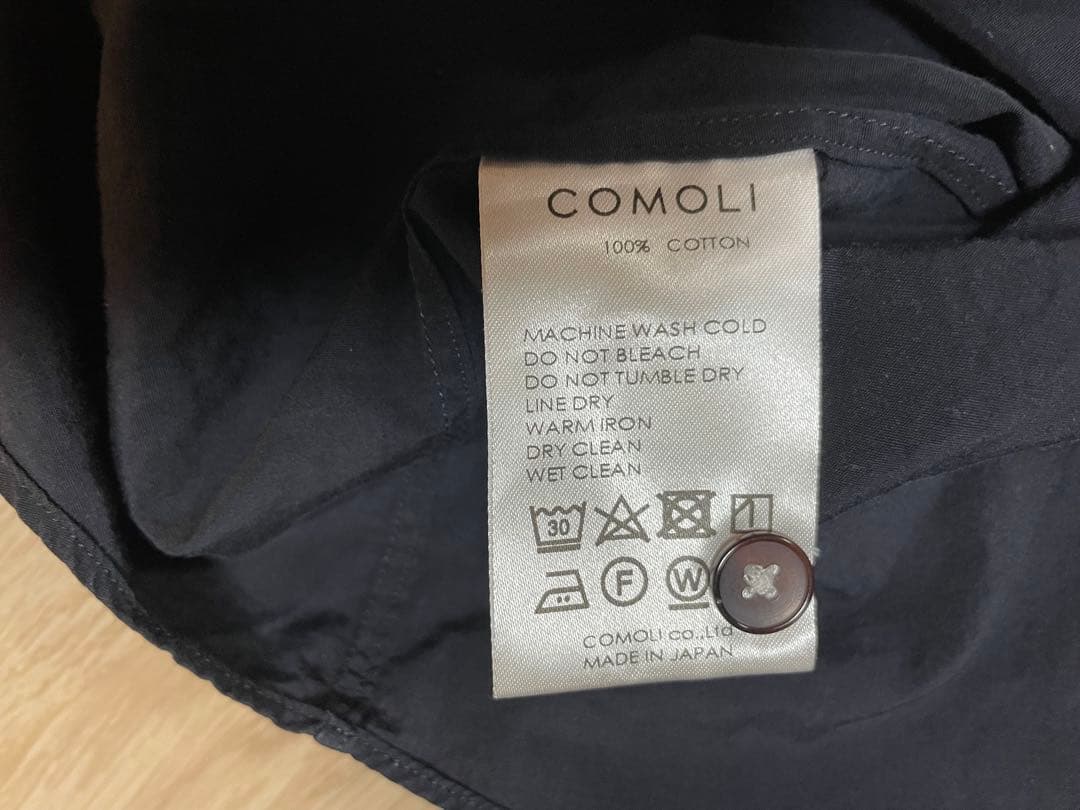 COMOLI
100% COTTON
MACHINE WASH COLD
DO NOT BLEACH
DO NOT TUMBLE DRY
LINE DRY
WARM IRON
DRY CLEAN
WET CLEAN
30
F W
COMOLI co.,Ltd
MADE IN JAPAN